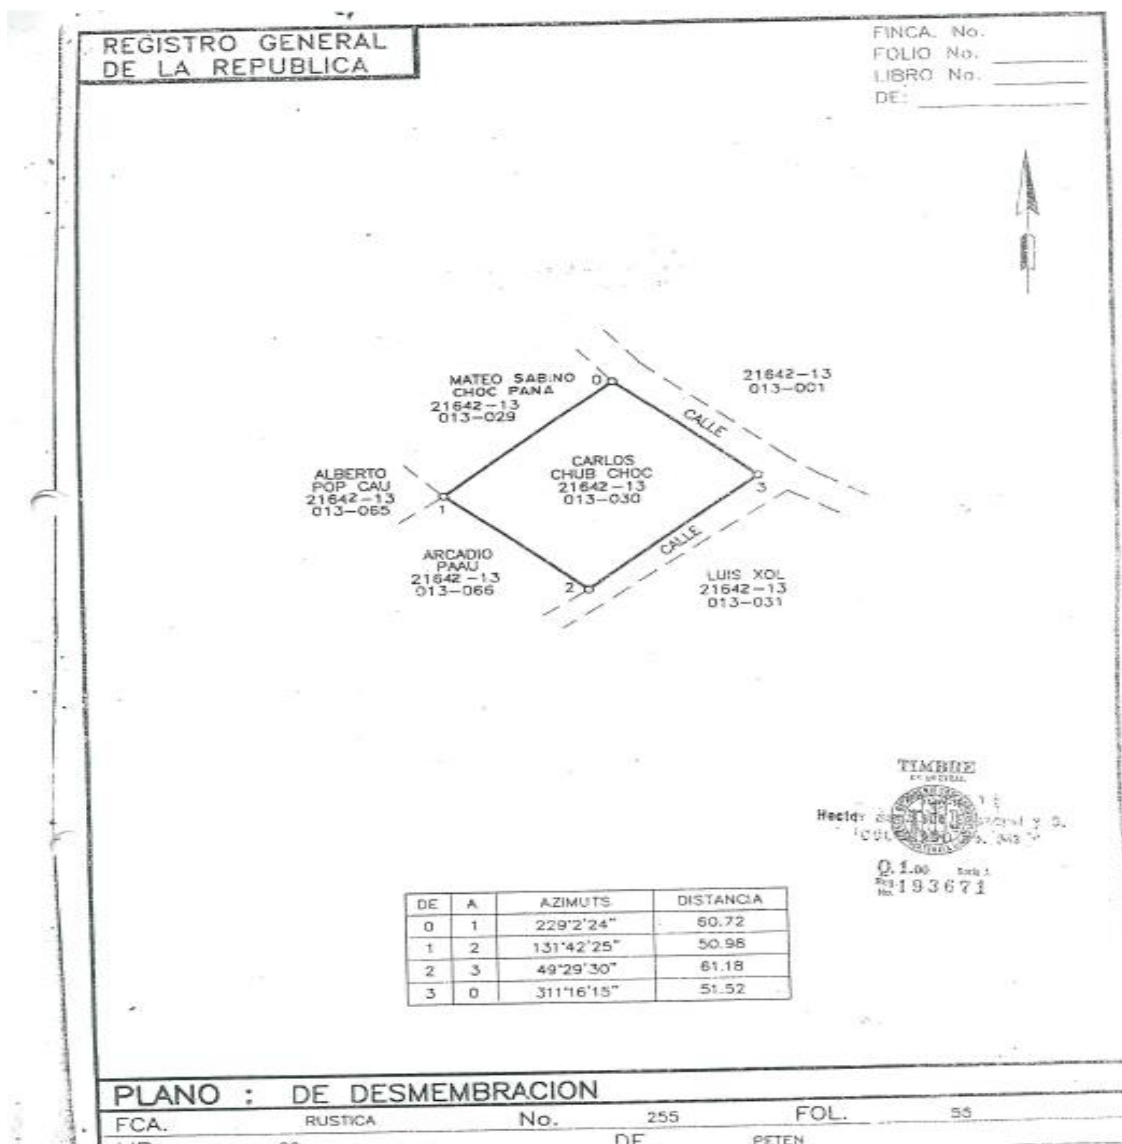 REGISTRO GENERAL
DE LA REPUBLICA
FINCA. No.
FOLIO No.
LIBRO No.
DE:
MATEO SABINO
CHOC PANA
21642-13
013-029
0
21642-13
013-001
CALLE
ALBERTO
POP CAU
21642-13
013-065
CARLOS
CHUB CHOC
21642-13
013-030
3
1
ARCADIO
PAAU
21642-13
013-066
CALLE
2
LUIS XOL
21642-13
013-031
TIMBRE
Hector
Q.1.00
No. 193671
DE A AZIMUTS DISTANCIA
0 1 229°2'24" 60.72
1 2 131°42'25" 50.98
2 3 49°29'30" 61.18
3 0 311°16'15" 51.52
PLANO : DE DESMEMBRACION
FCA. RUSTICA No. 255 FOL. 55
DE PETEN